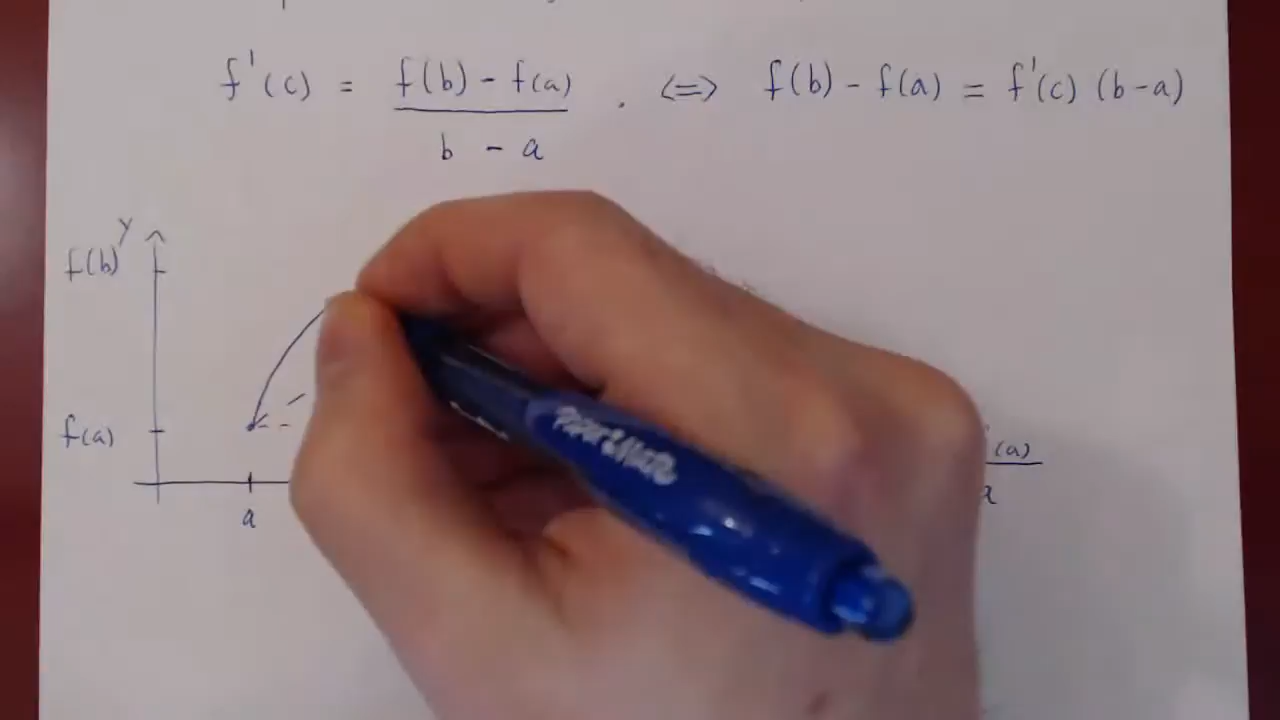 f'(c) = f(b) - f(a) / b - a . <=> f(b) - f(a) = f'(c) (b-a)
y
f(b)
f(a)
(a)
a
a
Paper Mate